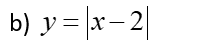 b) y = |x − 2|